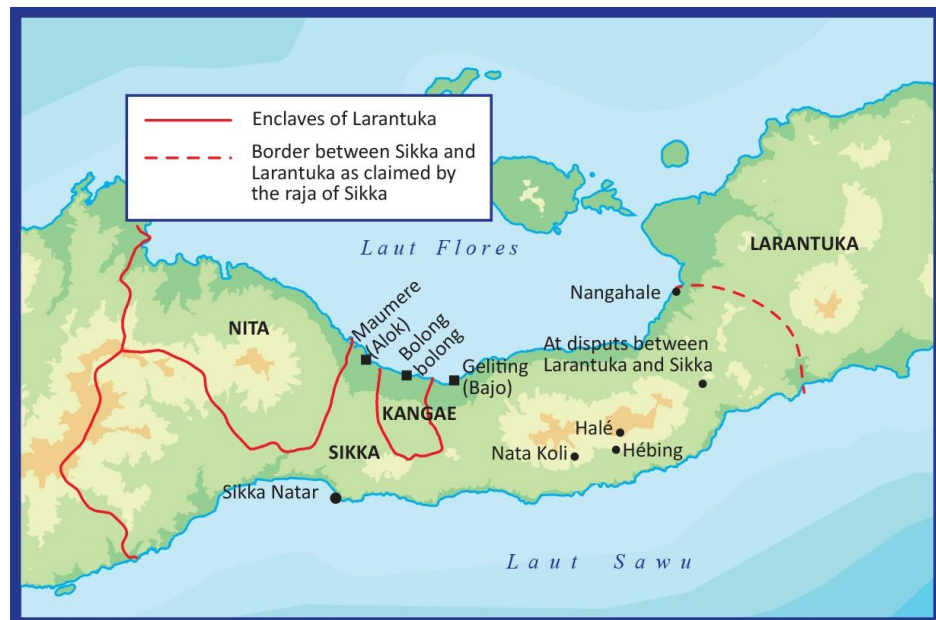 Enclaves of Larantuka
Border between Sikka and
Larantuka as claimed by
the raja of Sikka
Laut Flores
LARANTUKA
Nangahale
NITA
Maumere
(Alok)
Bolong
bolong
At disputs between
Larantuka and Sikka
Geliting
(Bajo)
KANGAE
Halé
SIKKA
Nata Koli
Hébing
Sikka Natar
Laut Sawu